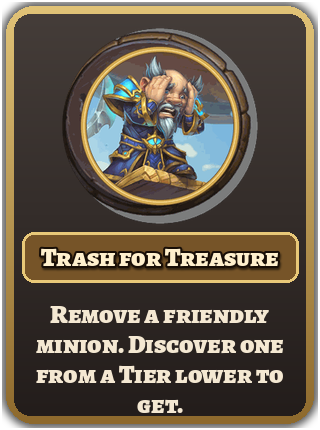 Trash for Treasure
Remove a friendly
minion. Discover one
from a Tier lower to
get.